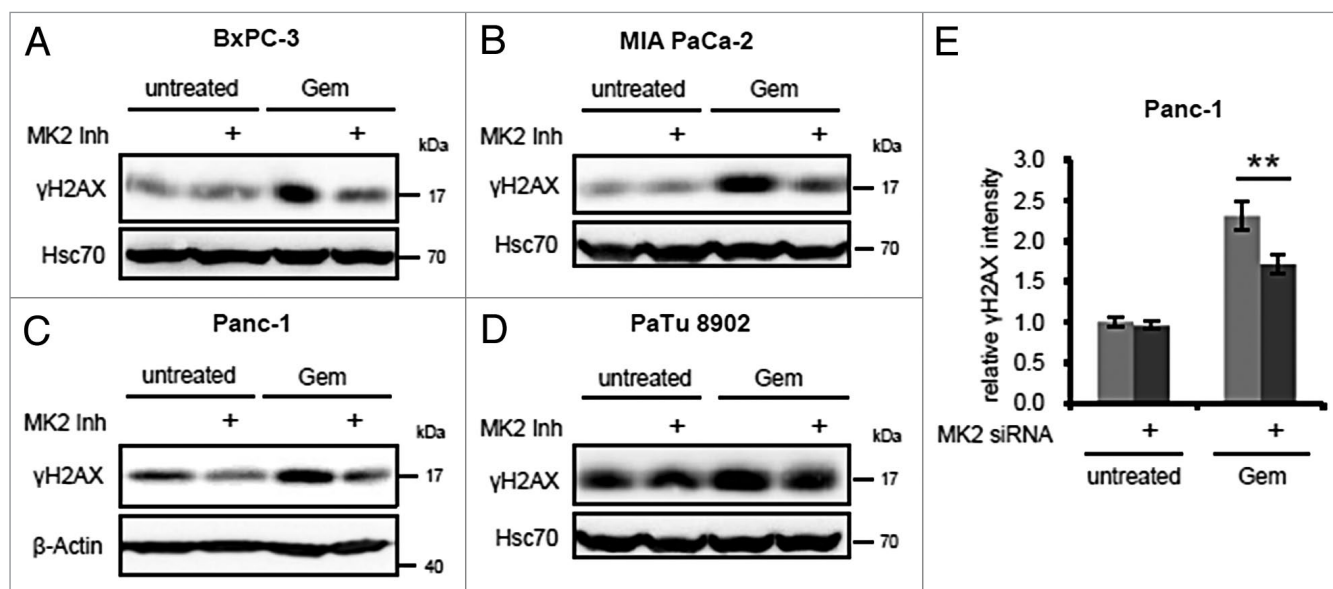 A
BxPC-3
untreated Gem
MK2 Inh + + kDa
γH2AX 17
Hsc70 70
B
MIA PaCa-2
untreated Gem
MK2 Inh + + kDa
γH2AX 17
Hsc70 70
C
Panc-1
untreated Gem
MK2 Inh + + kDa
γH2AX 17
β-Actin
40
D
PaTu 8902
untreated Gem
MK2 Inh + + kDa
γH2AX 17
Hsc70 70
E
Panc-1
relative γH2AX intensity
3.0
2.5
2.0
1.5
1.0
0.5
0.0
**
MK2 siRNA + +
untreated Gem